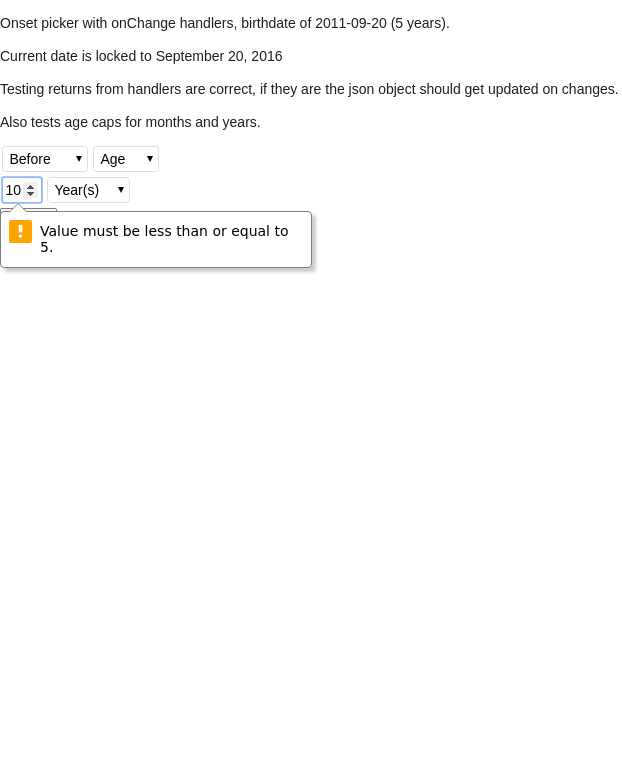 Onset picker with onChange handlers, birthdate of 2011-09-20 (5 years).
Current date is locked to September 20, 2016
Testing returns from handlers are correct, if they are the json object should get updated on changes.
Also tests age caps for months and years.
Before Age
10 Year(s)
Value must be less than or equal to
5.